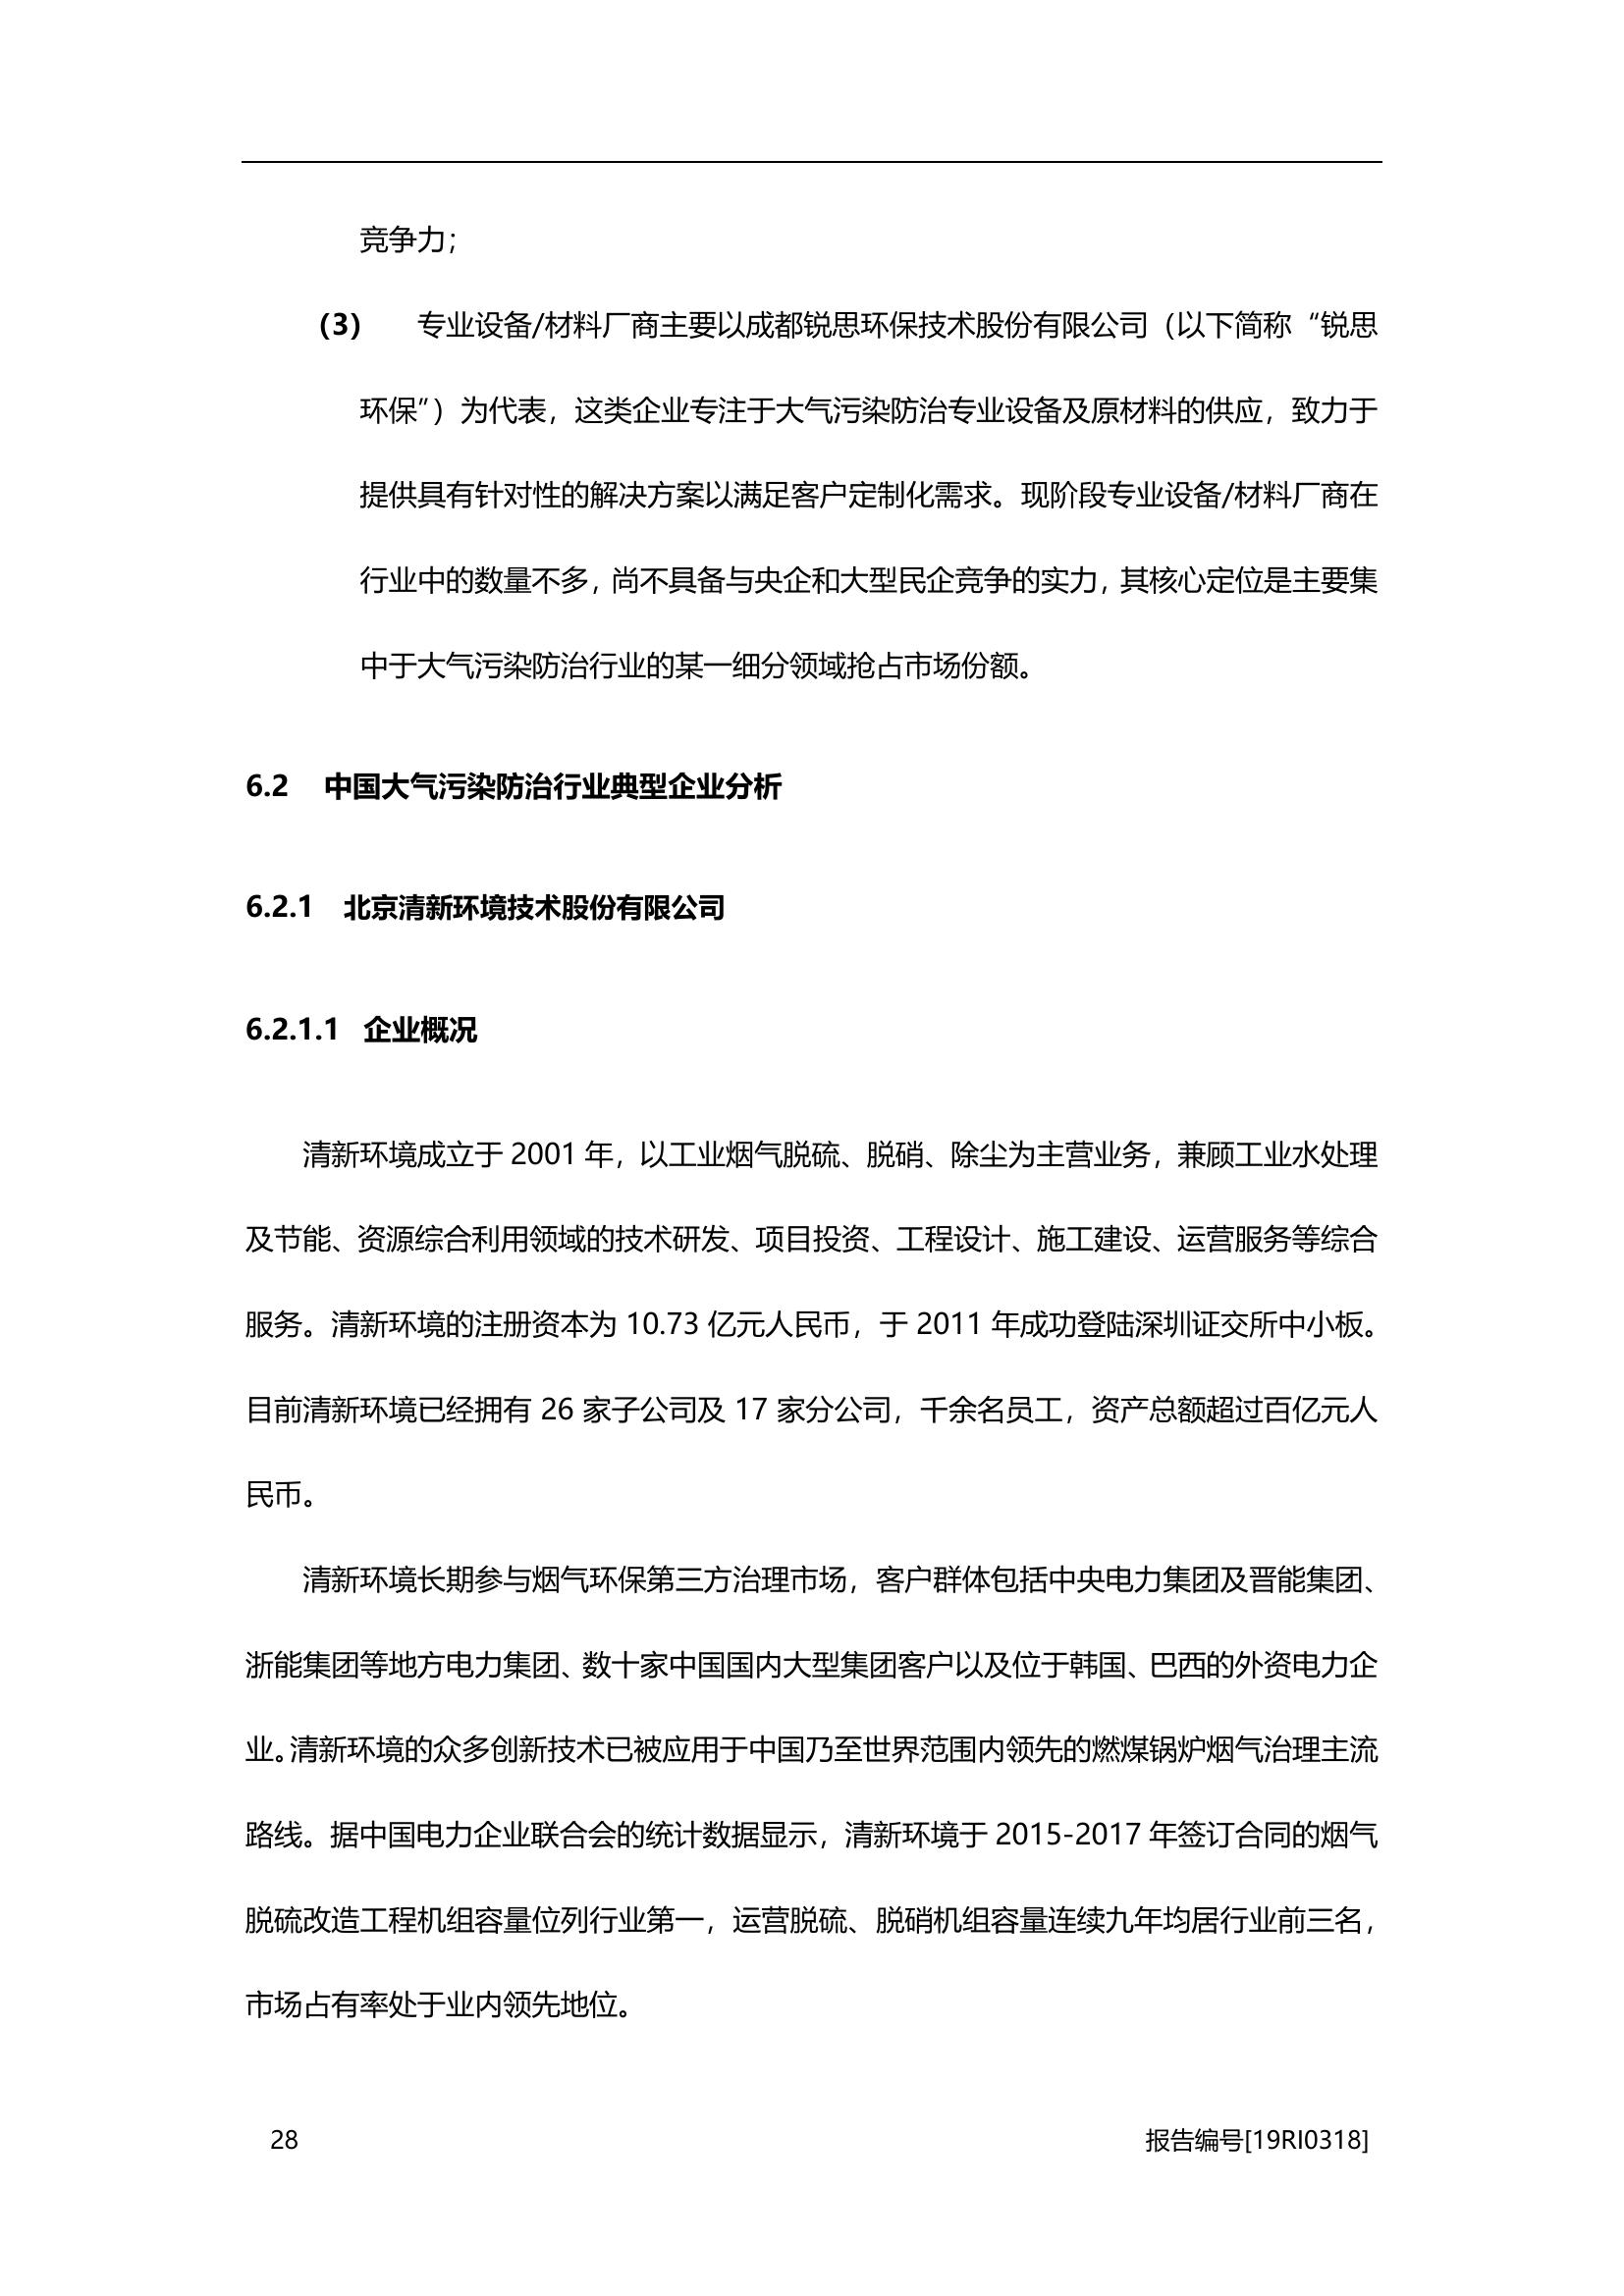 竞争力；
（3） 专业设备/材料厂商主要以成都锐思环保技术股份有限公司（以下简称“锐思
环保”）为代表，这类企业专注于大气污染防治专业设备及原材料的供应，致力于
提供具有针对性的解决方案以满足客户定制化需求。现阶段专业设备/材料厂商在
行业中的数量不多，尚不具备与央企和大型民企竞争的实力，其核心定位是主要集
中于大气污染防治行业的某一细分领域抢占市场份额。
6.2 中国大气污染防治行业典型企业分析
6.2.1 北京清新环境技术股份有限公司
6.2.1.1 企业概况
清新环境成立于 2001 年，以工业烟气脱硫、脱硝、除尘为主营业务，兼顾工业水处理
及节能、资源综合利用领域的技术研发、项目投资、工程设计、施工建设、运营服务等综合
服务。清新环境的注册资本为 10.73 亿元人民币，于 2011 年成功登陆深圳证交所中小板。
目前清新环境已经拥有 26 家子公司及 17 家分公司，千余名员工，资产总额超过百亿元人
民币。
清新环境长期参与烟气环保第三方治理市场，客户群体包括中央电力集团及晋能集团、
浙能集团等地方电力集团、数十家中国国内大型集团客户以及位于韩国、巴西的外资电力企
业。清新环境的众多创新技术已被应用于中国乃至世界范围内领先的燃煤锅炉烟气治理主流
路线。据中国电力企业联合会的统计数据显示，清新环境于 2015-2017 年签订合同的烟气
脱硫改造工程机组容量位列行业第一，运营脱硫、脱硝机组容量连续九年均居行业前三名，
市场占有率处于业内领先地位。
28 报告编号[19RI0318]